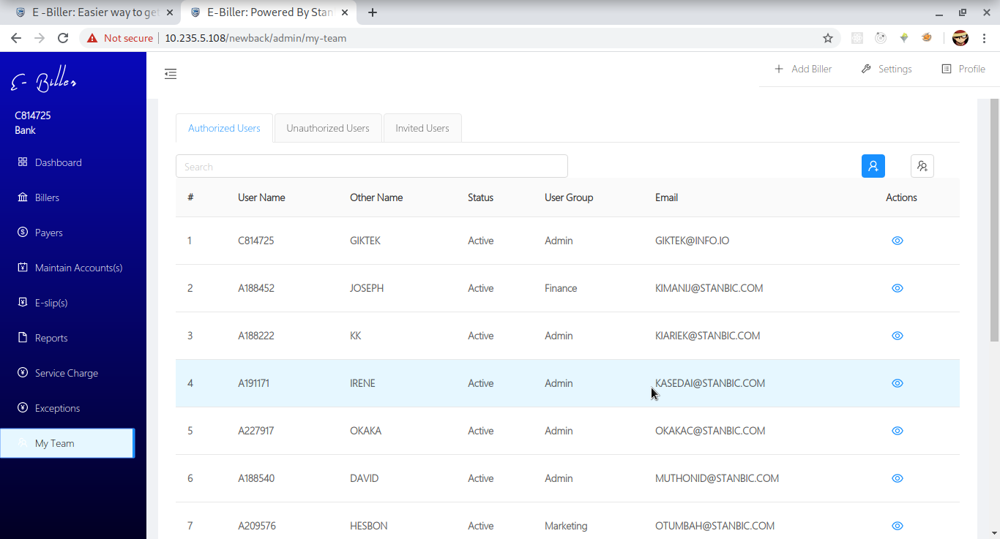 E -Biller: Easier way to get
E-Biller: Powered By Stan
Not secure 10.235.5.108/newback/admin/my-team
E- Biller
Add Biller Settings Profile
C814725
Bank
Dashboard
Billers
Payers
Maintain Accounts(s)
E-slip(s)
Reports
Service Charge
Exceptions
My Team
Authorized Users Unauthorized Users Invited Users
Search
# User Name Other Name Status User Group Email Actions
1 C814725 GIKTEK Active Admin GIKTEK@INFO.IO
2 A188452 JOSEPH Active Finance KIMANIJ@STANBIC.COM
3 A188222 KK Active Admin KIARIEK@STANBIC.COM
4 A191171 IRENE Active Admin KASEDAI@STANBIC.COM
5 A227917 OKAKA Active Admin OKAKAC@STANBIC.COM
6 A188540 DAVID Active Admin MUTHONID@STANBIC.COM
7 A209576 HESBON Active Marketing OTUMBAH@STANBIC.COM